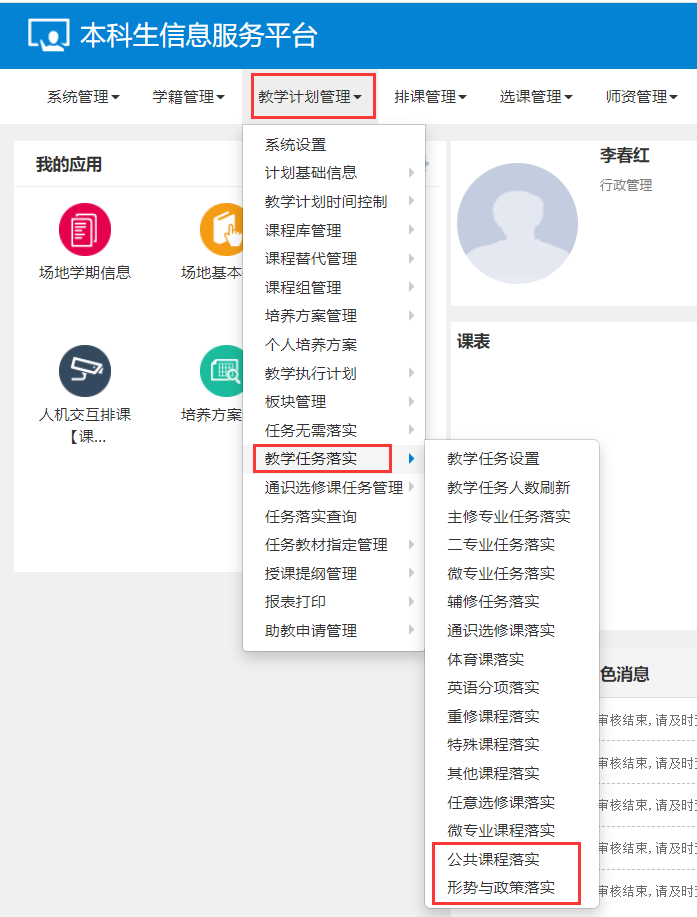 本科生信息服务平台
系统管理 学籍管理 教学计划管理 排课管理 选课管理 师资管理
我的应用
场地学期信息
场地基本
人机交互排课
【课...
培养方案
系统设置
计划基础信息
教学计划时间控制
课程库管理
课程替代管理
课程组管理
培养方案管理
个人培养方案
教学执行计划
板块管理
任务无需落实
教学任务落实
通识选修课任务管理
任务落实查询
任务教材指定管理
授课提纲管理
报表打印
助教申请管理
教学任务设置
教学任务人数刷新
主修专业任务落实
二专业任务落实
微专业任务落实
辅修任务落实
通识选修课落实
体育课落实
英语分项落实
重修课程落实
特殊课程落实
其他课程落实
任意选修课落实
微专业课程落实
公共课程落实
形势与政策落实
李春红
行政管理
课表
色消息
审核结束,请及时
审核结束,请及时
审核结束,请及时
审核结束,请及时
审核结束,请及时